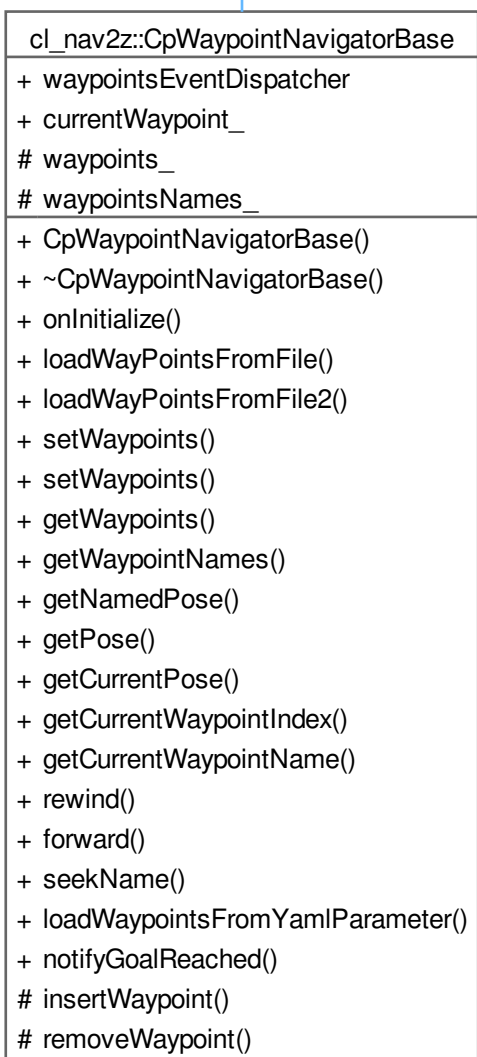 cl_nav2z::CpWaypointNavigatorBase
+ waypointsEventDispatcher
+ currentWaypoint_
# waypoints_
# waypointsNames_
+ CpWaypointNavigatorBase()
+ ~CpWaypointNavigatorBase()
+ onInitialize()
+ loadWayPointsFromFile()
+ loadWayPointsFromFile2()
+ setWaypoints()
+ setWaypoints()
+ getWaypoints()
+ getWaypointNames()
+ getNamedPose()
+ getPose()
+ getCurrentPose()
+ getCurrentWaypointIndex()
+ getCurrentWaypointName()
+ rewind()
+ forward()
+ seekName()
+ loadWaypointsFromYamlParameter()
+ notifyGoalReached()
# insertWaypoint()
# removeWaypoint()